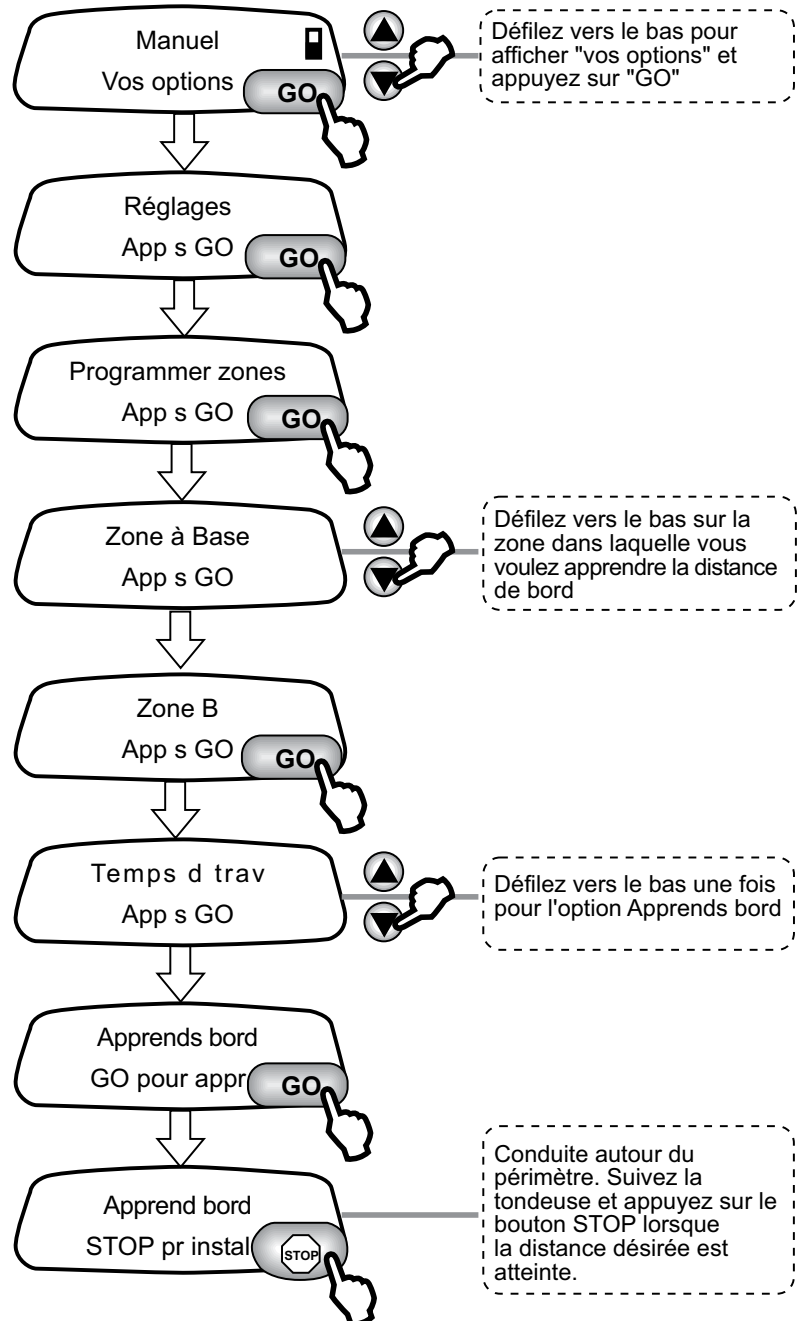 Manuel
Vos options
GO
Défilez vers le bas pour
afficher "vos options" et
appuyez sur "GO"
Réglages
App s GO
GO
Programmer zones
App s GO
GO
Zone à Base
App s GO
Défilez vers le bas sur la
zone dans laquelle vous
voulez apprendre la distance
de bord
Zone B
App s GO
GO
Temps d trav
App s GO
Défilez vers le bas une fois
pour l'option Apprends bord
Apprends bord
GO pour appr
GO
Apprend bord
STOP pr instal
STOP
Conduite autour du
périmètre. Suivez la
tondeuse et appuyez sur le
bouton STOP lorsque
la distance désirée est
atteinte.